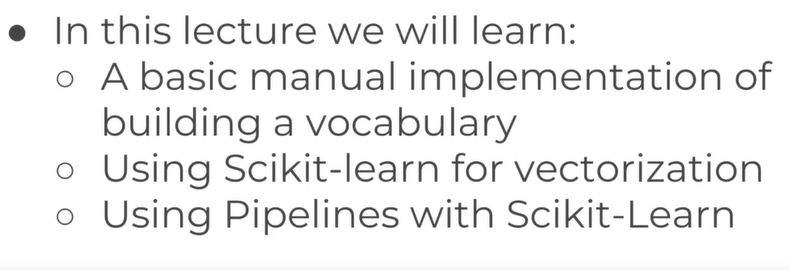 ● In this lecture we will learn:
○ A basic manual implementation of
building a vocabulary
○ Using Scikit-learn for vectorization
○ Using Pipelines with Scikit-Learn